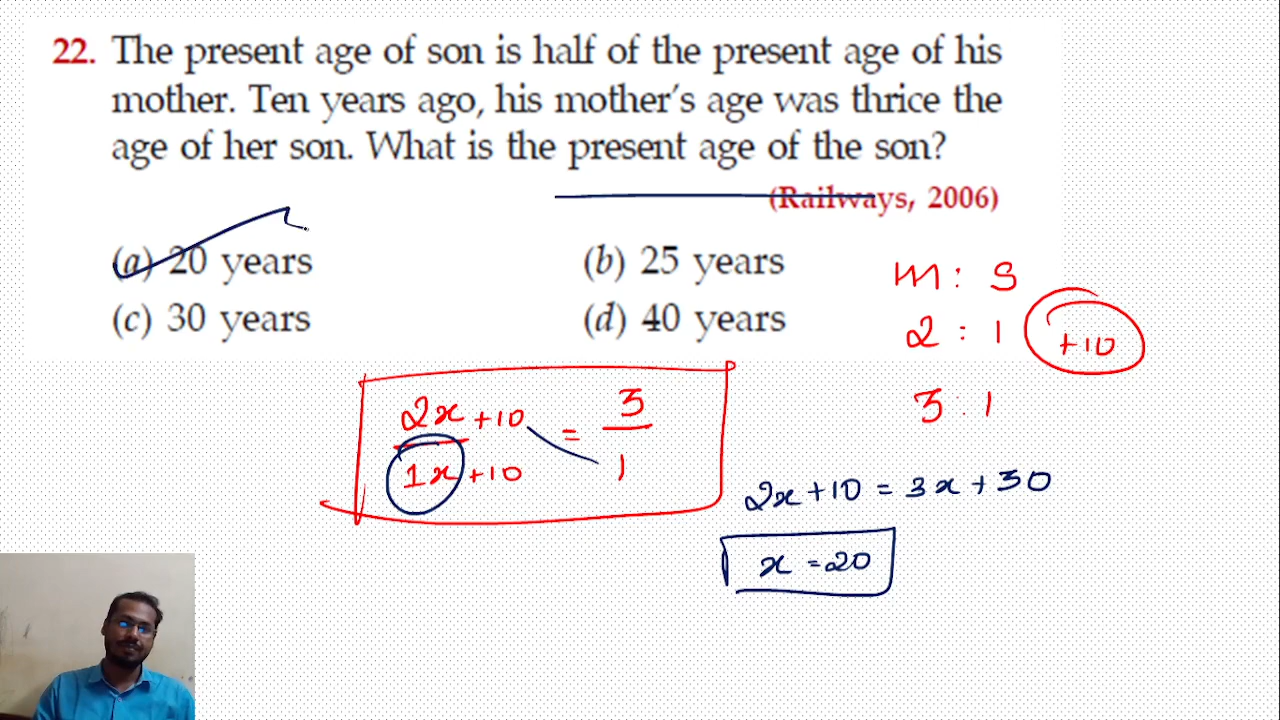 22. The present age of son is half of the present age of his
mother. Ten years ago, his mother's age was thrice the
age of her son. What is the present age of the son?
(Railways, 2006)
(a) 20 years
(b) 25 years
(c) 30 years
(d) 40 years
m : S
2 : 1 +10
3 : 1
2x+10 = 3
1x+10 1
2x+10 = 3x+30
x = 20